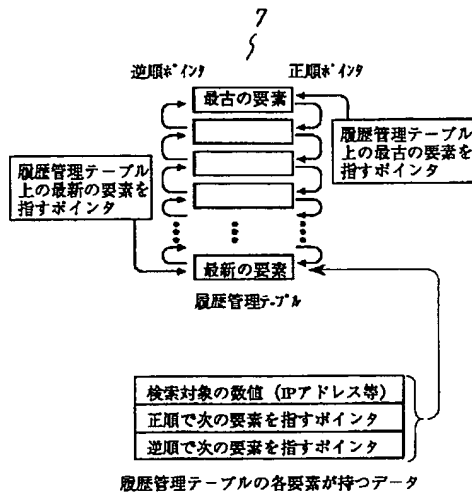 7
逆順ポインタ
正順ポインタ
最古の要素
履歴管理テーブル
上の最古の要素を
指すポインタ
履歴管理テーブル
上の最新の要素を
指すポインタ
最新の要素
履歴管理テーブル
検索対象の数値 (IPアドレス等)
正順で次の要素を指すポインタ
逆順で次の要素を指すポインタ
履歴管理テーブルの各要素が持つデータ